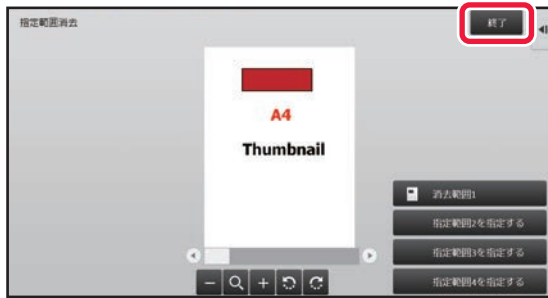 指定範囲消去
終了
A4
Thumbnail
消去範囲1
指定範囲2を指定する
指定範囲3を指定する
指定範囲4を指定する